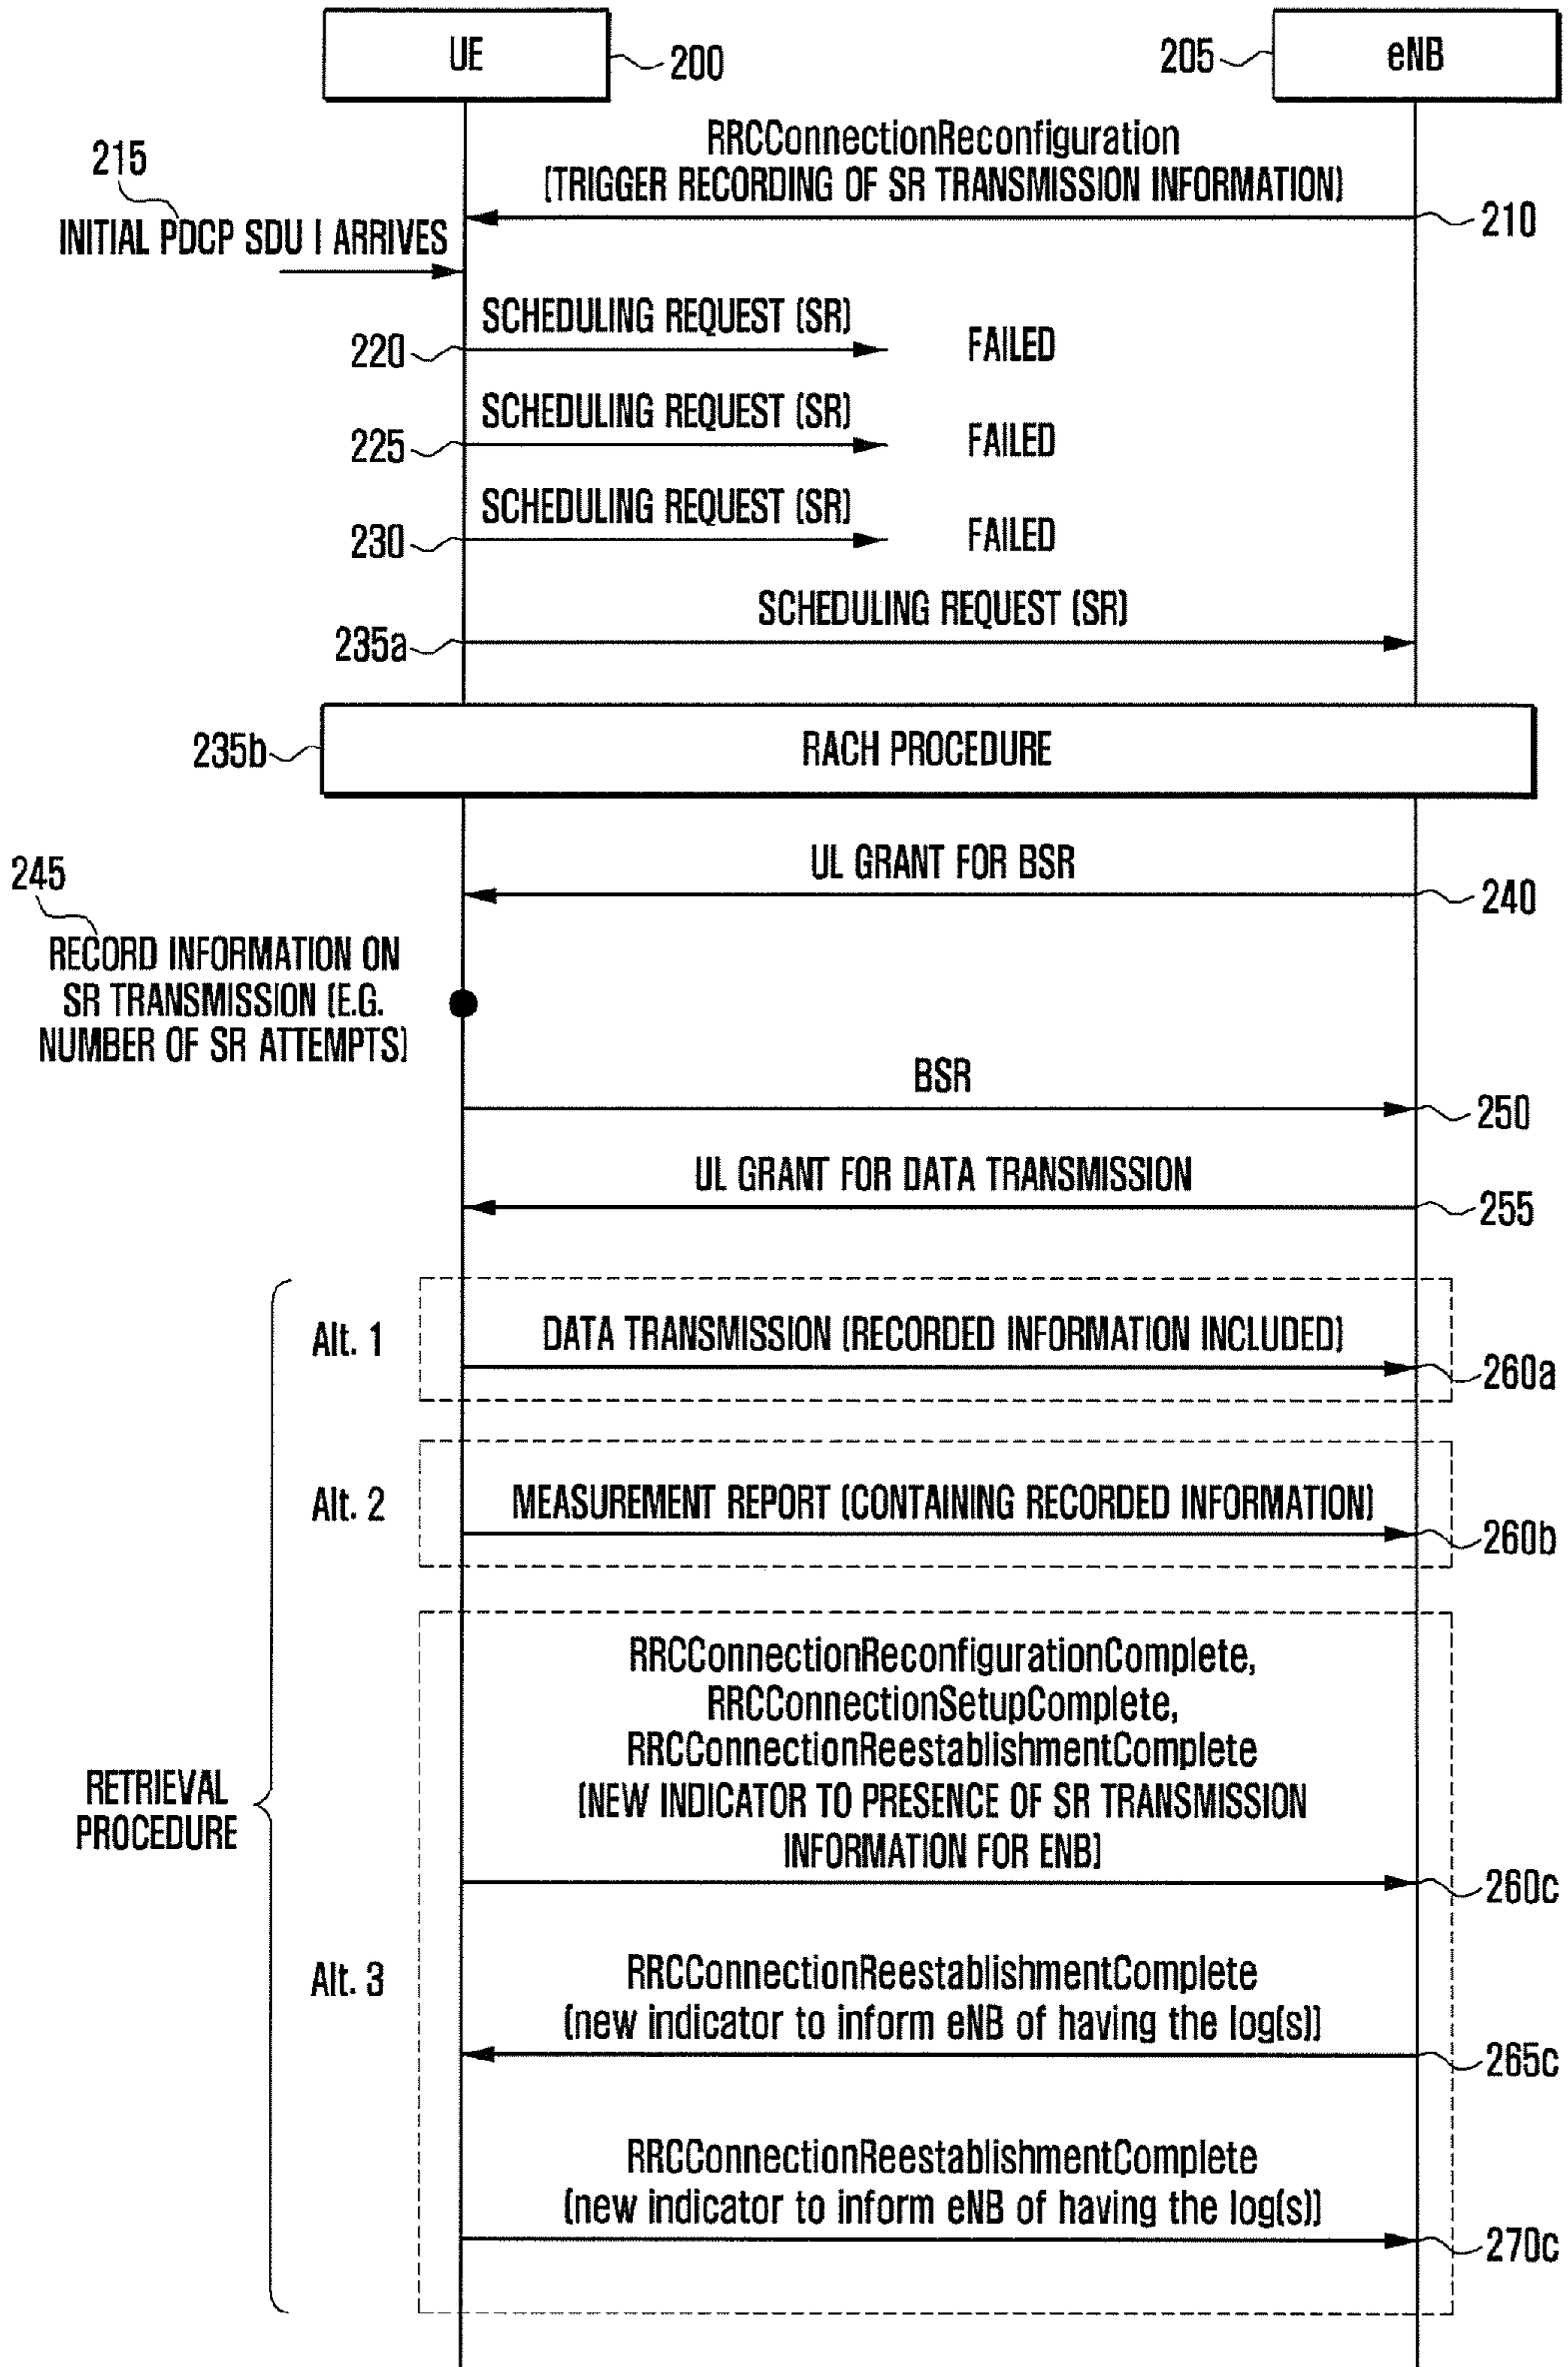 UE
200
205
eNB
RRCConnectionReconfiguration
(TRIGGER RECORDING OF SR TRANSMISSION INFORMATION)
210
215
INITIAL PDCP SDU I ARRIVES
SCHEDULING REQUEST (SR)
220
FAILED
SCHEDULING REQUEST (SR)
225
FAILED
SCHEDULING REQUEST (SR)
230
FAILED
SCHEDULING REQUEST (SR)
235a
235b
RACH PROCEDURE
UL GRANT FOR BSR
240
245
RECORD INFORMATION ON
SR TRANSMISSION (E.G.
NUMBER OF SR ATTEMPTS)
BSR
250
UL GRANT FOR DATA TRANSMISSION
255
Alt. 1
DATA TRANSMISSION (RECORDED INFORMATION INCLUDED)
260a
Alt. 2
MEASUREMENT REPORT (CONTAINING RECORDED INFORMATION)
260b
RETRIEVAL
PROCEDURE
Alt. 3
RRCConnectionReconfigurationComplete,
RRCConnectionSetupComplete,
RRCConnectionReestablishmentComplete
(NEW INDICATOR TO PRESENCE OF SR TRANSMISSION
INFORMATION FOR ENB)
260c
RRCConnectionReestablishmentComplete
(new indicator to inform eNB of having the log(s))
265c
RRCConnectionReestablishmentComplete
(new indicator to inform eNB of having the log(s))
270c